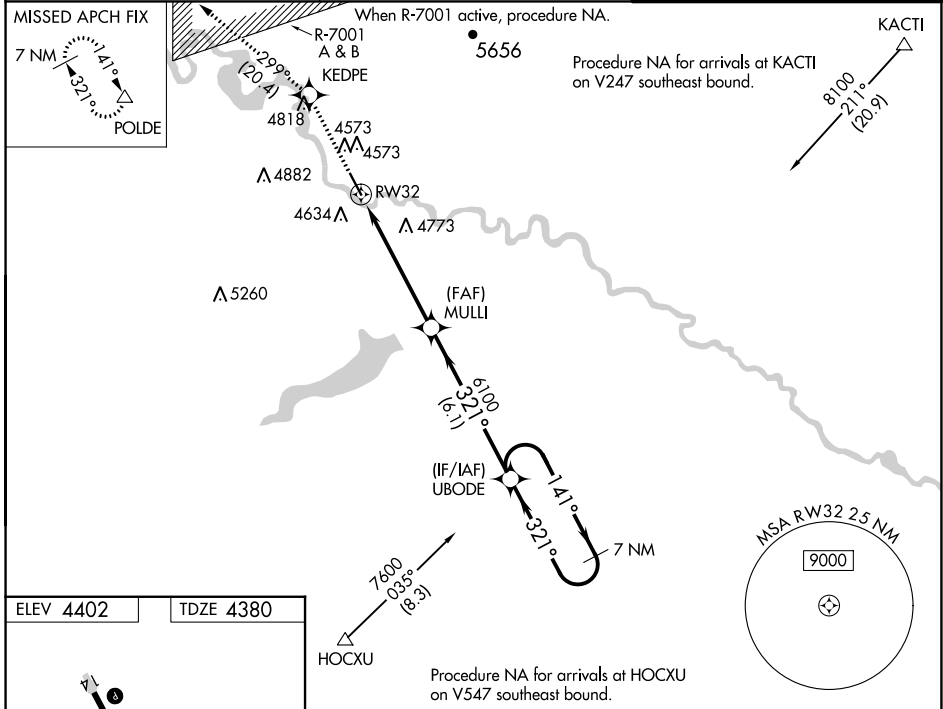 MISSED APCH FIX
7 NM
141°
321°
POLDE
R-7001
A & B
When R-7001 active, procedure NA.
5656
KACTI
Procedure NA for arrivals at KACTI
on V247 southeast bound.
8100
211°
(20.9)
299°
(20.4)
KEDPE
4818
4573
4573
4882
RW32
4634
4773
5260
(FAF)
MULLI
6100
321°
(6.1)
(IF/IAF)
UBODE
141°
321°
7 NM
MSA RW32 25 NM
9000
7600
035°
(8.3)
HOCXU
ELEV 4402
TDZE 4380
14
P
Procedure NA for arrivals at HOCXU
on V547 southeast bound.